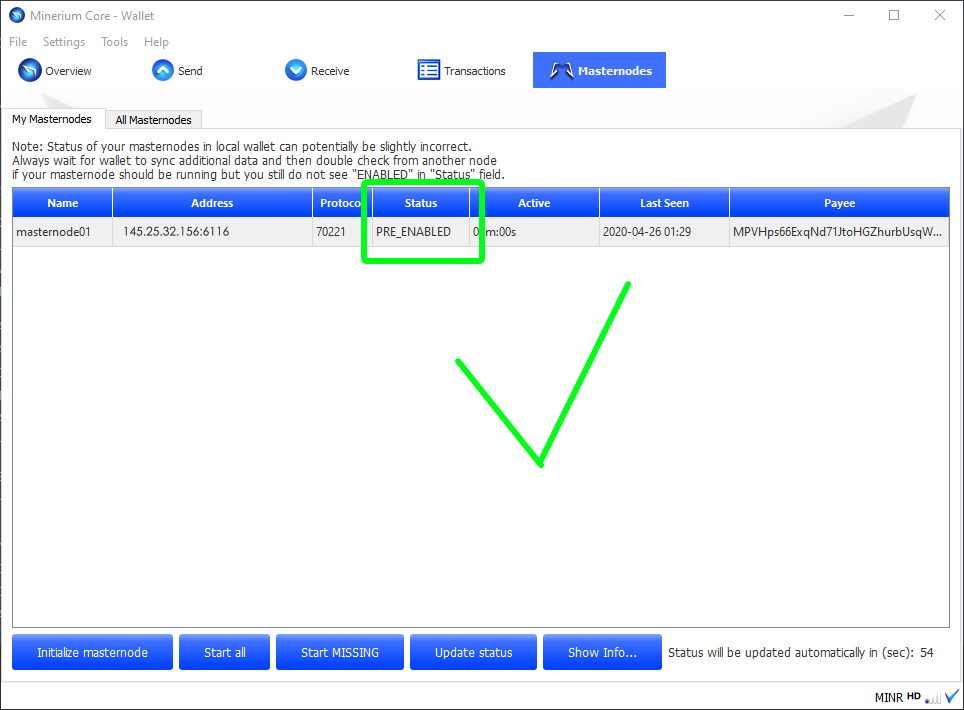 Minerium Core - Wallet
File Settings Tools Help
Overview Send Receive Transactions Masternodes
My Masternodes All Masternodes
Note: Status of your masternodes in local wallet can potentially be slightly incorrect.
Always wait for wallet to sync additional data and then double check from another node
if your masternode should be running but you still do not see "ENABLED" in "Status" field.
Name Address Protoco Status Active Last Seen Payee
masternode01 145.25.32.156:6116 70221 PRE_ENABLED m:00s 2020-04-26 01:29 MPVHps66ExqNd71JtoHGZhurbUsqW...
Initialize masternode Start all Start MISSING Update status Show Info... Status will be updated automatically in (sec): 54
MINR HD